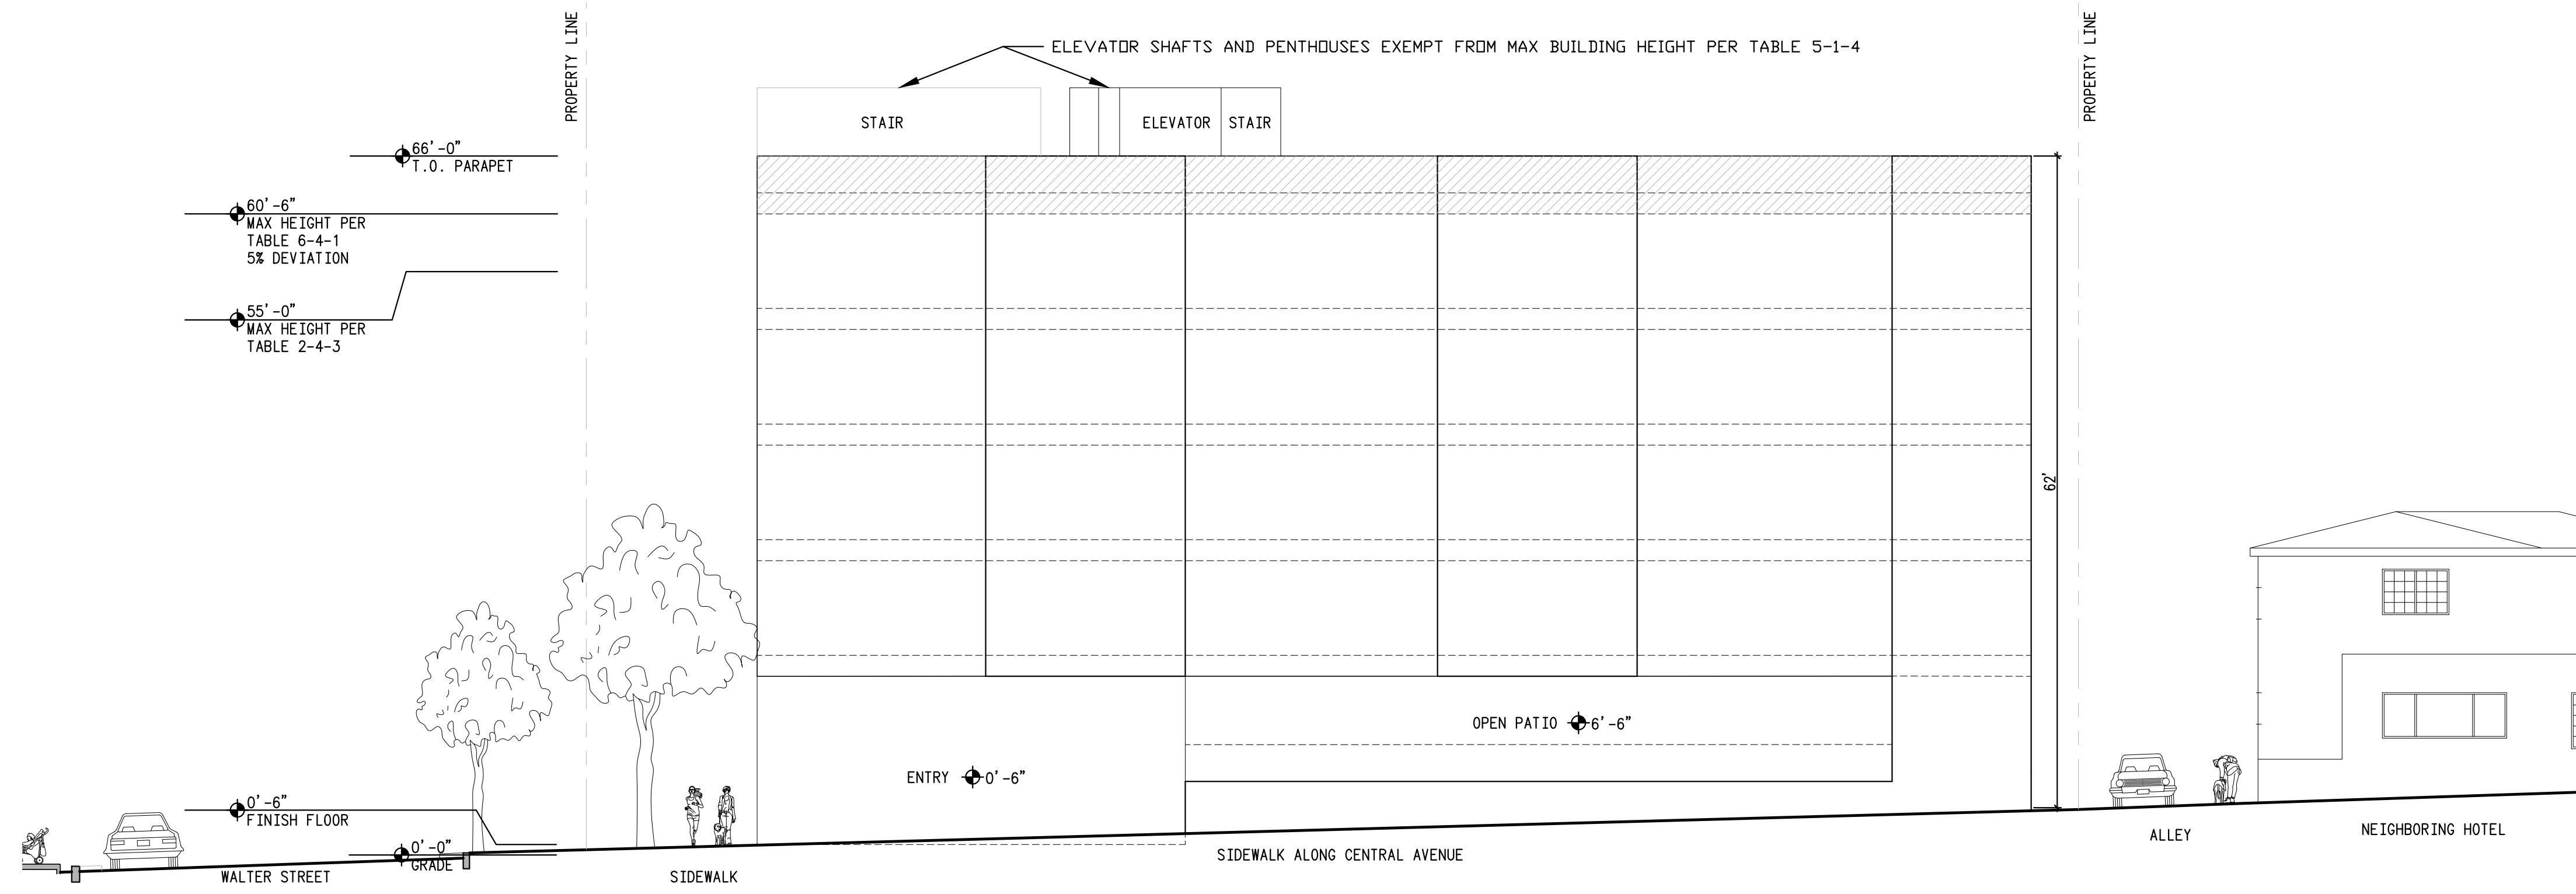 PROPERTY LINE
ELEVATOR SHAFTS AND PENTHOUSES EXEMPT FROM MAX BUILDING HEIGHT PER TABLE 5-1-4
PROPERTY LINE
STAIR
ELEVATOR
STAIR
66'-0"
T.O. PARAPET
60'-6"
MAX HEIGHT PER
TABLE 6-4-1
5% DEVIATION
55'-0"
MAX HEIGHT PER
TABLE 2-4-3
62'
OPEN PATIO 6'-6"
ENTRY 0'-6"
0'-6"
FINISH FLOOR
0'-0"
GRADE
WALTER STREET
SIDEWALK
SIDEWALK ALONG CENTRAL AVENUE
ALLEY
NEIGHBORING HOTEL